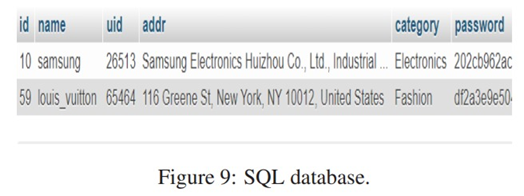 id name uid addr category password
10 samsung 26513 Samsung Electronics Huizhou Co., Ltd., Industrial ... Electronics 202cb962ac
59 louis_vuitton 65464 116 Greene St, New York, NY 10012, United States Fashion df2a3e9e50
Figure 9: SQL database.